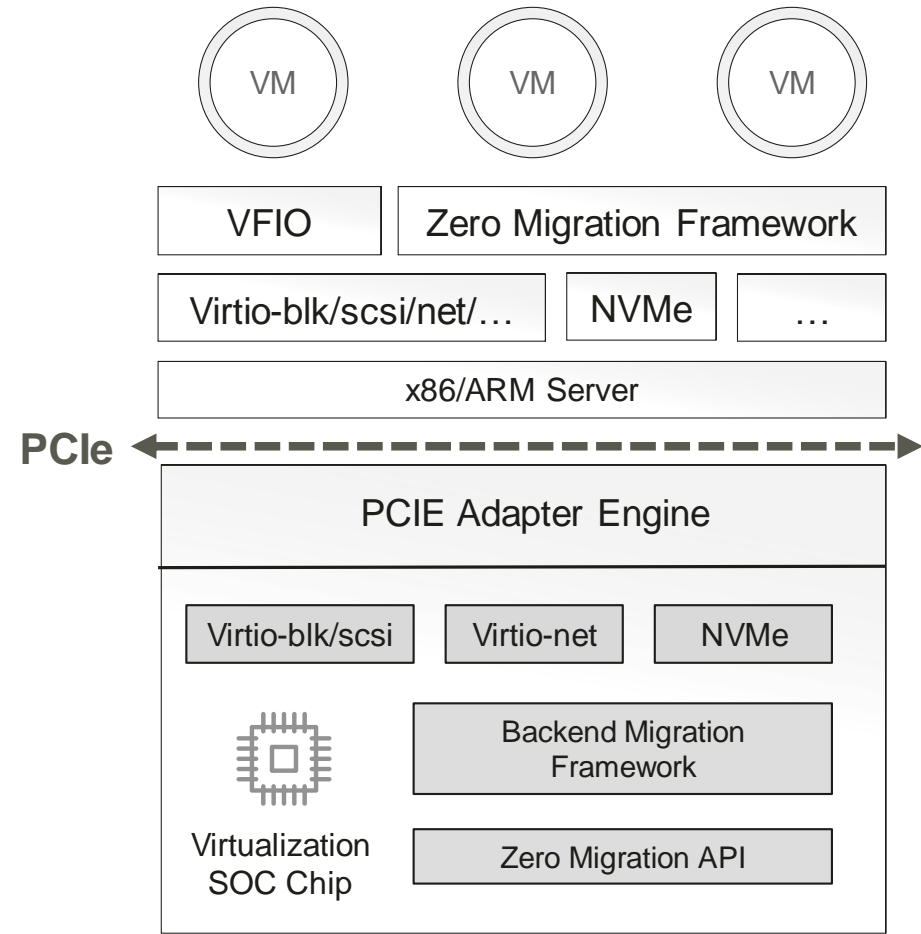 VM VM VM
VFIO Zero Migration Framework
Virtio-blk/scsi/net/… NVMe …
x86/ARM Server
PCIe
PCIE Adapter Engine
Virtio-blk/scsi Virtio-net NVMe
Backend Migration
Framework
Virtualization
SOC Chip
Zero Migration API